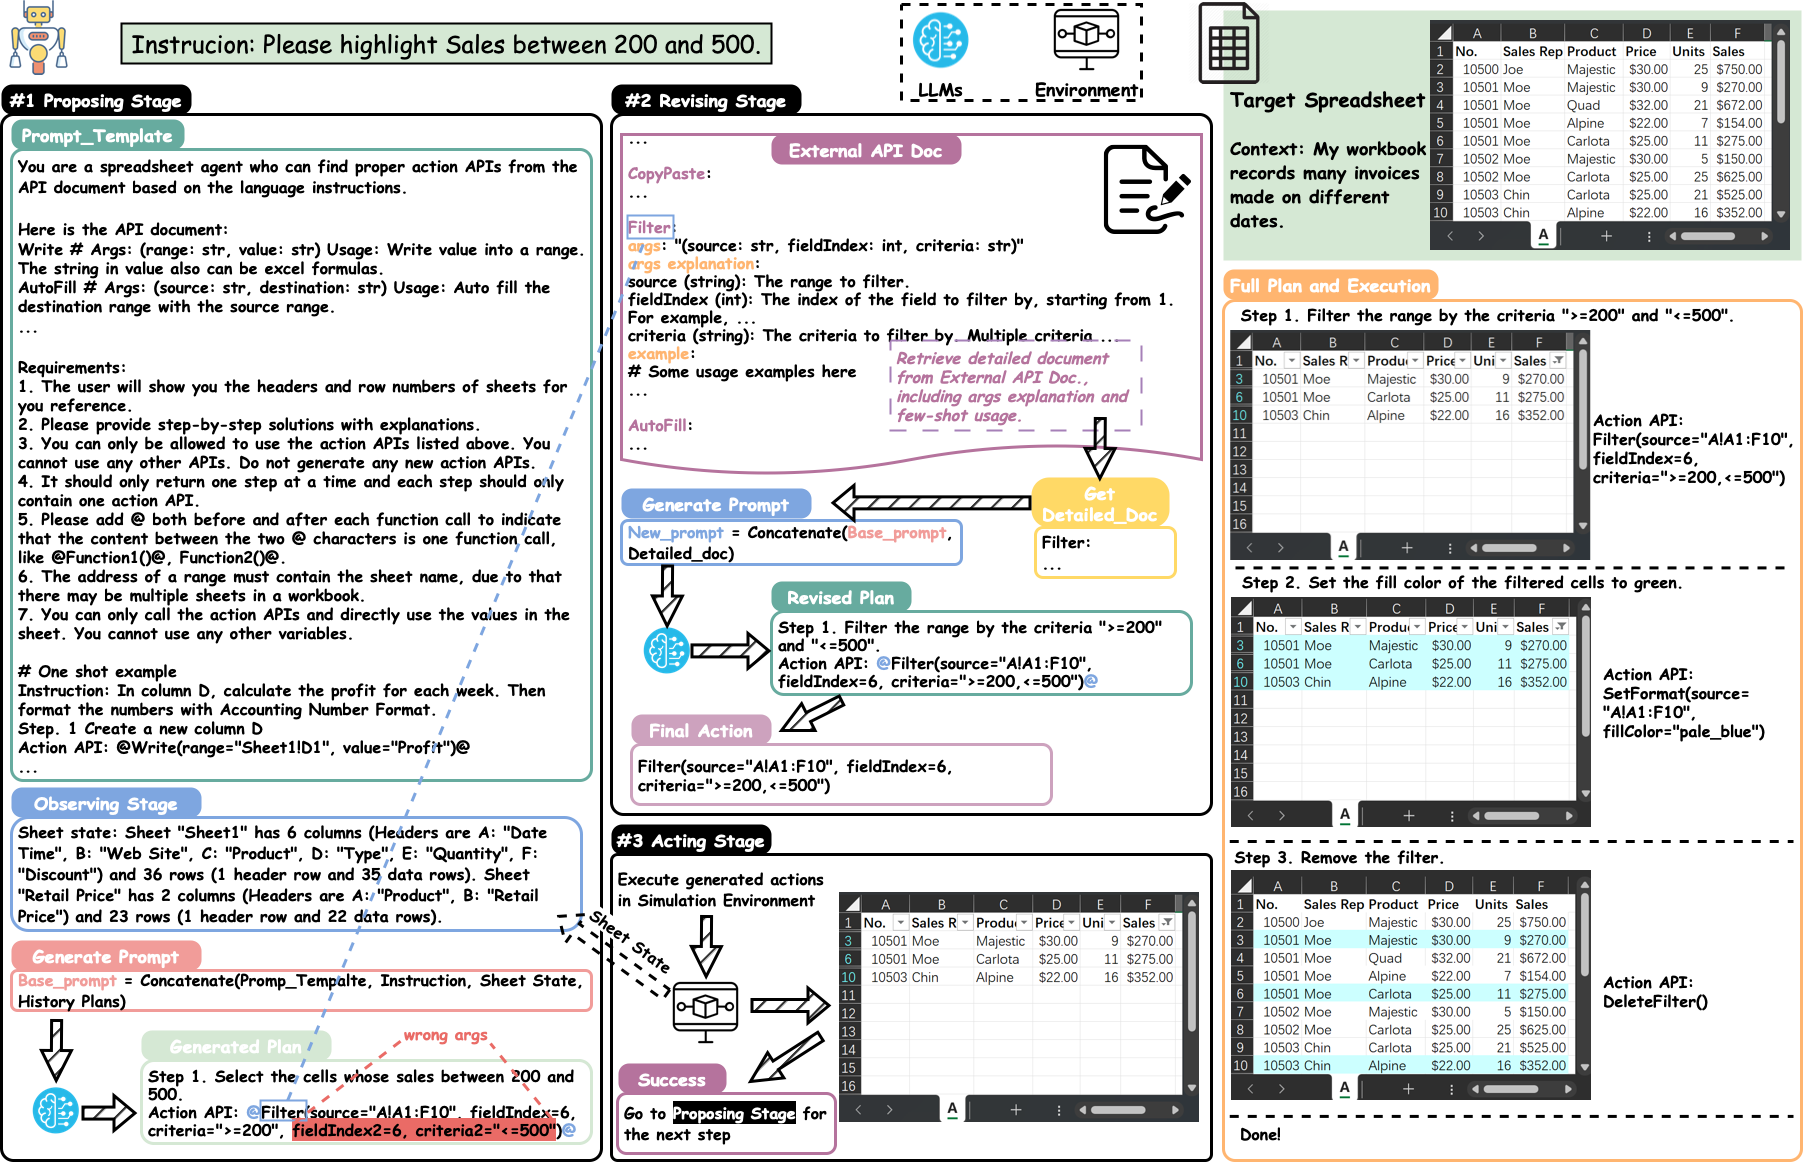 Instrucion: Please highlight Sales between 200 and 500.
LLMs
Environment
#1 Proposing Stage
Prompt_Template
You are a spreadsheet agent who can find proper action APIs from the
API document based on the language instructions.
Here is the API document:
Write # Args: (range: str, value: str) Usage: Write value into a range.
The string in value also can be excel formulas.
AutoFill # Args: (source: str, destination: str) Usage: Auto fill the
destination range with the source range.
...
Requirements:
1. The user will show you the headers and row numbers of sheets for
you reference.
2. Please provide step-by-step solutions with explanations.
3. You can only be allowed to use the action APIs listed above. You
cannot use any other APIs. Do not generate any new action APIs.
4. It should only return one step at a time and each step should only
contain one action API.
5. Please add @ both before and after each function call to indicate
that the content between the two @ characters is one function call,
like @Function1()@, Function2()@.
6. The address of a range must contain the sheet name, due to that
there may be multiple sheets in a workbook.
7. You can only call the action APIs and directly use the values in the
sheet. You cannot use any other variables.
# One shot example
Instruction: In column D, calculate the profit for each week. Then
format the numbers with Accounting Number Format.
Step. 1 Create a new column D
Action API: @Write(range="Sheet1!D1", value="Profit")@
...
Observing Stage
Sheet state: Sheet "Sheet1" has 6 columns (Headers are A: "Date
Time", B: "Web Site", C: "Product", D: "Type", E: "Quantity", F:
"Discount") and 36 rows (1 header row and 35 data rows). Sheet
"Retail Price" has 2 columns (Headers are A: "Product", B: "Retail
Price") and 23 rows (1 header row and 22 data rows).
Generate Prompt
Base_prompt = Concatenate(Promp_Tempalte, Instruction, Sheet State,
History Plans)
Generated Plan
wrong args
Step 1. Select the cells whose sales between 200 and
500.
Action API: @Filter(source="A!A1:F10", fieldIndex=6,
criteria=">=200", fieldIndex2=6, criteria2="<=500")@
#2 Revising Stage
...
External API Doc
CopyPaste:
...
Filter:
args: "(source: str, fieldIndex: int, criteria: str)"
args explanation:
source (string): The range to filter.
fieldIndex (int): The index of the field to filter by, starting from 1.
For example, ...
criteria (string): The criteria to filter by. Multiple criteria ...
example:
# Some usage examples here
...
AutoFill:
...
Retrieve detailed document
from External API Doc.,
including args explanation and
few-shot usage.
Get
Detailed_Doc
Filter:
...
Generate Prompt
New_prompt = Concatenate(Base_prompt,
Detailed_doc)
Revised Plan
Step 1. Filter the range by the criteria ">=200"
and "<=500".
Action API: @Filter(source="A!A1:F10",
fieldIndex=6, criteria=">=200,<=500")@
Final Action
Filter(source="A!A1:F10", fieldIndex=6,
criteria=">=200,<=500")
#3 Acting Stage
Execute generated actions
in Simulation Environment
Sheet State
A B C D E F
1 No. Sales R Produ Price Uni Sales
3 10501 Moe Majestic $30.00 9 $270.00
6 10501 Moe Carlota $25.00 11 $275.00
10 10503 Chin Alpine $22.00 16 $352.00
11
12
13
14
15
16
A
Success
Go to Proposing Stage for
the next step
Target Spreadsheet
Context: My workbook
records many invoices
made on different
dates.
A B C D E F
1 No. Sales Rep Product Price Units Sales
2 10500 Joe Majestic $30.00 25 $750.00
3 10501 Moe Majestic $30.00 9 $270.00
4 10501 Moe Quad $32.00 21 $672.00
5 10501 Moe Alpine $22.00 7 $154.00
6 10501 Moe Carlota $25.00 11 $275.00
7 10502 Moe Majestic $30.00 5 $150.00
8 10502 Moe Carlota $25.00 25 $625.00
9 10503 Chin Carlota $25.00 21 $525.00
10 10503 Chin Alpine $22.00 16 $352.00
A
Full Plan and Execution
Step 1. Filter the range by the criteria ">=200" and "<=500".
A B C D E F
1 No. Sales R Produ Price Uni Sales
3 10501 Moe Majestic $30.00 9 $270.00
6 10501 Moe Carlota $25.00 11 $275.00
10 10503 Chin Alpine $22.00 16 $352.00
11
12
13
14
15
16
A
Action API:
Filter(source="A!A1:F10",
fieldIndex=6,
criteria=">=200,<=500")
Step 2. Set the fill color of the filtered cells to green.
A B C D E F
1 No. Sales R Produ Price Uni Sales
3 10501 Moe Majestic $30.00 9 $270.00
6 10501 Moe Carlota $25.00 11 $275.00
10 10503 Chin Alpine $22.00 16 $352.00
11
12
13
14
15
16
A
Action API:
SetFormat(source=
"A!A1:F10",
fillColor="pale_blue")
Step 3. Remove the filter.
A B C D E F
1 No. Sales Rep Product Price Units Sales
2 10500 Joe Majestic $30.00 25 $750.00
3 10501 Moe Majestic $30.00 9 $270.00
4 10501 Moe Quad $32.00 21 $672.00
5 10501 Moe Alpine $22.00 7 $154.00
6 10501 Moe Carlota $25.00 11 $275.00
7 10502 Moe Majestic $30.00 5 $150.00
8 10502 Moe Carlota $25.00 25 $625.00
9 10503 Chin Carlota $25.00 21 $525.00
10 10503 Chin Alpine $22.00 16 $352.00
A
Action API:
DeleteFilter()
Done!